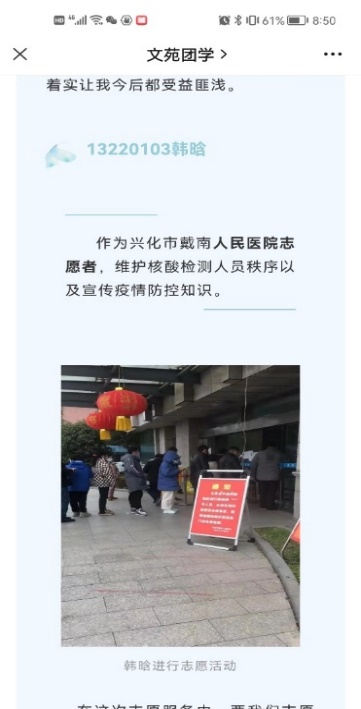 61% 8:50
文苑团学
着实让我今后都受益匪浅。
13220103韩晗
作为兴化市戴南人民医院志
愿者，维护核酸检测人员秩序以
及宣传疫情防控知识。
韩晗进行志愿活动